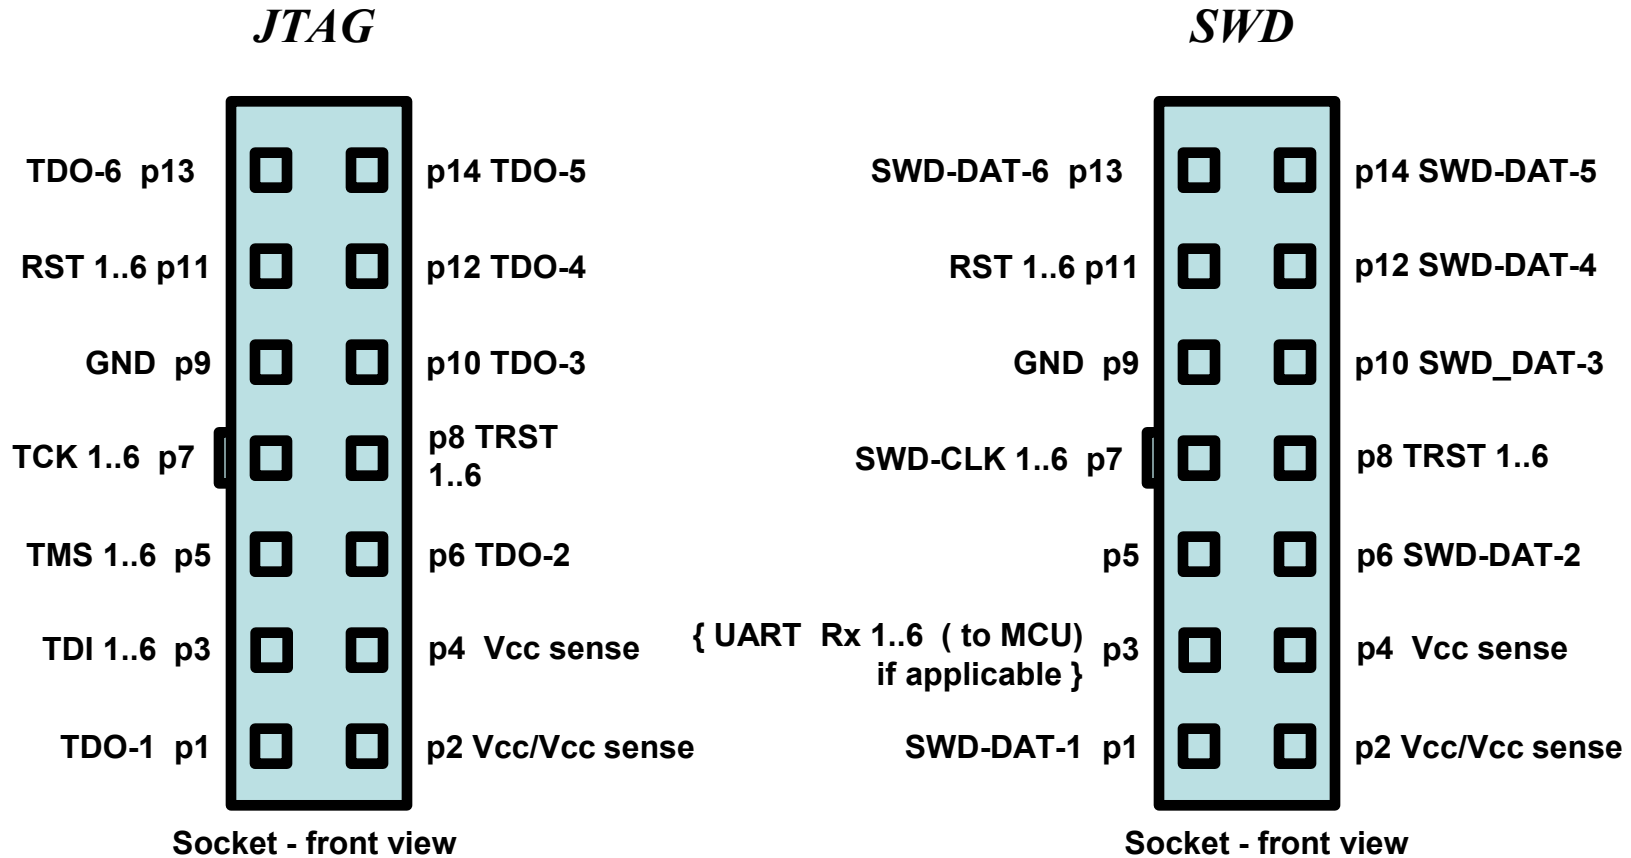 JTAG
TDO-6 p13
p14 TDO-5
RST 1..6 p11
p12 TDO-4
GND p9
p10 TDO-3
TCK 1..6 p7
p8 TRST
1..6
TMS 1..6 p5
p6 TDO-2
TDI 1..6 p3
p4 Vcc sense
TDO-1 p1
p2 Vcc/Vcc sense
Socket - front view
SWD
SWD-DAT-6 p13
p14 SWD-DAT-5
RST 1..6 p11
p12 SWD-DAT-4
GND p9
p10 SWD_DAT-3
SWD-CLK 1..6 p7
p8 TRST 1..6
p5
p6 SWD-DAT-2
{ UART Rx 1..6 ( to MCU)
if applicable }
p3
p4 Vcc sense
SWD-DAT-1 p1
p2 Vcc/Vcc sense
Socket - front view